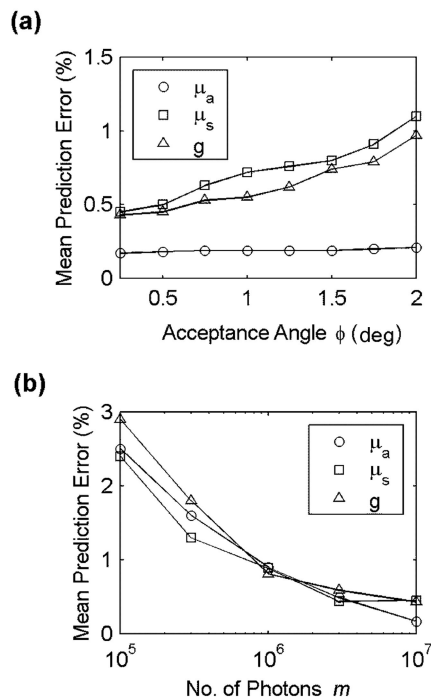 (a)
Mean Prediction Error (%)
1.5
1
0.5
0
μa
μs
g
0.5 1 1.5 2
Acceptance Angle ϕ (deg)
(b)
Mean Prediction Error (%)
3
2
1
0
μa
μs
g
10^5 10^6 10^7
No. of Photons m